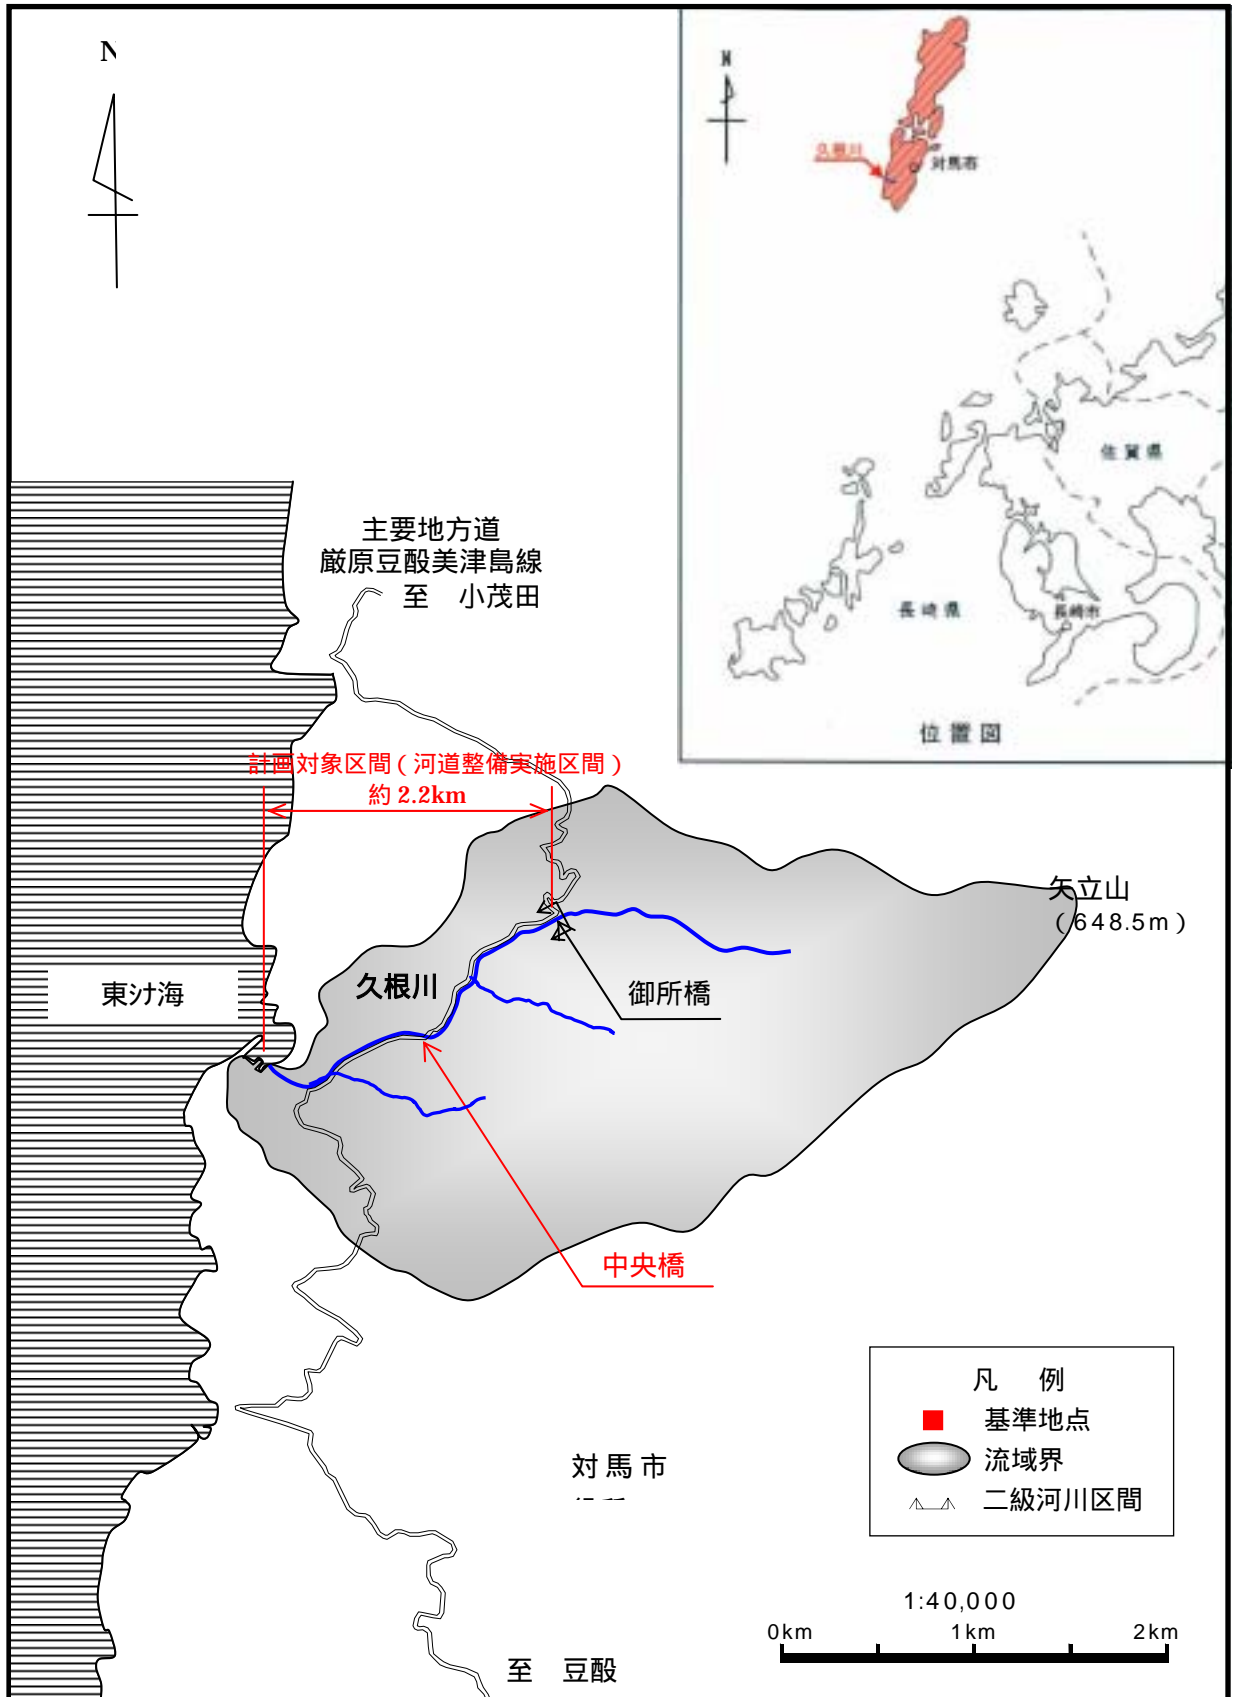 N
N
久根川
対馬市
佐賀県
長崎県
長崎市
位置図
主要地方道
厳原豆酘美津島線
至 小茂田
計画対象区間(河道整備実施区間)
約 2.2km
矢立山
(648.5m)
東シナ海
久根川
御所橋
中央橋
凡 例
基準地点
流域界
二級河川区間
対馬市
1:40,000
0km 1km 2km
至 豆酘